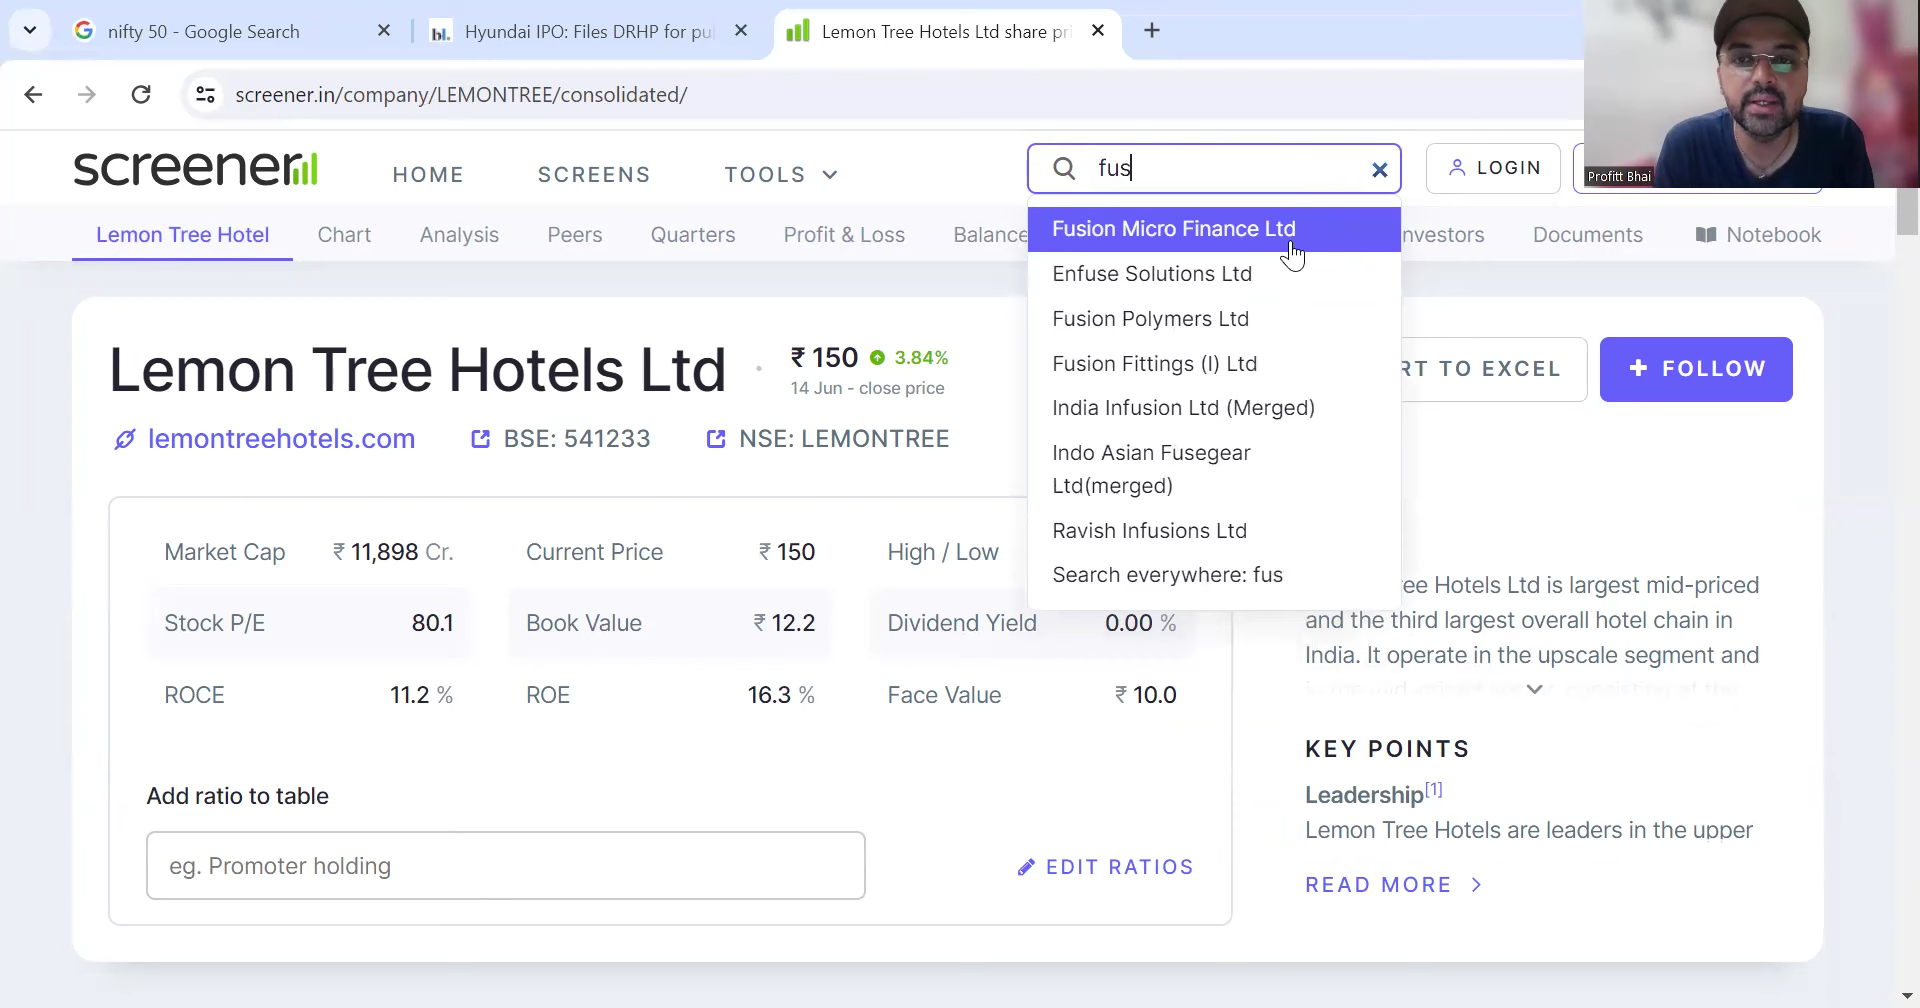 nifty 50 - Google Search
Hyundai IPO: Files DRHP for pu
Lemon Tree Hotels Ltd share pri
screener.in/company/LEMONTREE/consolidated/
Profitt Bhai
screener
HOME
SCREENS
TOOLS
fus
LOGIN
Lemon Tree Hotel
Chart
Analysis
Peers
Quarters
Profit & Loss
Balance
nvestors
Documents
Notebook
Fusion Micro Finance Ltd
Enfuse Solutions Ltd
Fusion Polymers Ltd
Fusion Fittings (I) Ltd
India Infusion Ltd (Merged)
Indo Asian Fusegear
Ltd(merged)
Ravish Infusions Ltd
Search everywhere: fus
Lemon Tree Hotels Ltd
₹ 150 3.84%
14 Jun - close price
RT TO EXCEL
+ FOLLOW
lemontreehotels.com
BSE: 541233
NSE: LEMONTREE
Market Cap ₹ 11,898 Cr.
Current Price ₹ 150
High / Low
Stock P/E 80.1
Book Value ₹ 12.2
Dividend Yield 0.00 %
ROCE 11.2 %
ROE 16.3 %
Face Value ₹ 10.0
Add ratio to table
eg. Promoter holding
EDIT RATIOS
ee Hotels Ltd is largest mid-priced
and the third largest overall hotel chain in
India. It operate in the upscale segment and
KEY POINTS
Leadership[1]
Lemon Tree Hotels are leaders in the upper
READ MORE